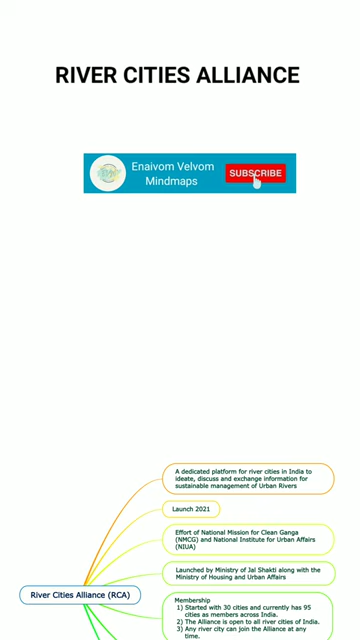 RIVER CITIES ALLIANCE
Enaivom Velvom
Mindmaps
SUBSCRIBE
A dedicated platform for river cities in India to
ideate, discuss and exchange information for
sustainable management of Urban Rivers
Launch 2021
Effort of National Mission for Clean Ganga
(NMCG) and National Institute for Urban Affairs
(NIUA)
Launched by Ministry of Jal Shakti along with the
Ministry of Housing and Urban Affairs
River Cities Alliance (RCA)
Membership
1) Started with 30 cities and currently has 95
cities as members across India.
2) The Alliance is open to all river cities of India.
3) Any river city can join the Alliance at any
time.